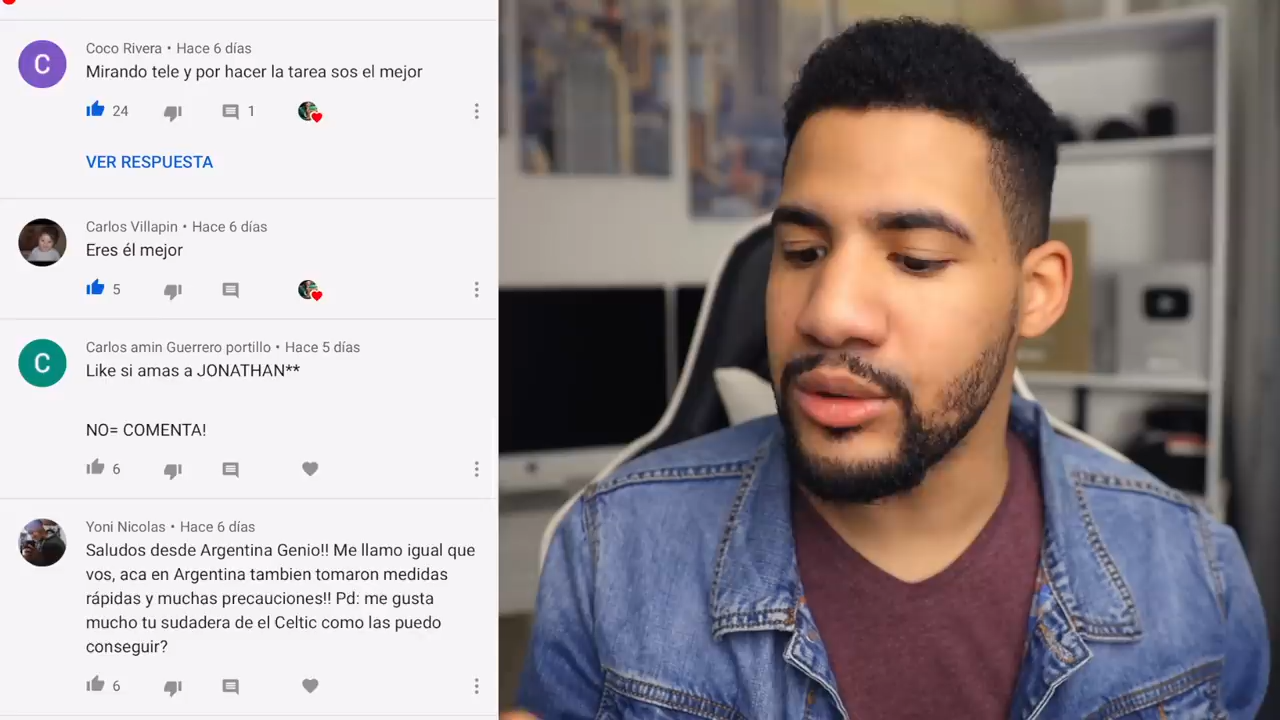 Coco Rivera • Hace 6 días
Mirando tele y por hacer la tarea sos el mejor
24
1
VER RESPUESTA
Carlos Villapin • Hace 6 días
Eres él mejor
5
Carlos amin Guerrero portillo • Hace 5 días
Like si amas a JONATHAN**
NO= COMENTA!
6
Yoni Nicolas • Hace 6 días
Saludos desde Argentina Genio!! Me llamo igual que
vos, aca en Argentina tambien tomaron medidas
rápidas y muchas precauciones!! Pd: me gusta
mucho tu sudadera de el Celtic como las puedo
conseguir?
6
C
C